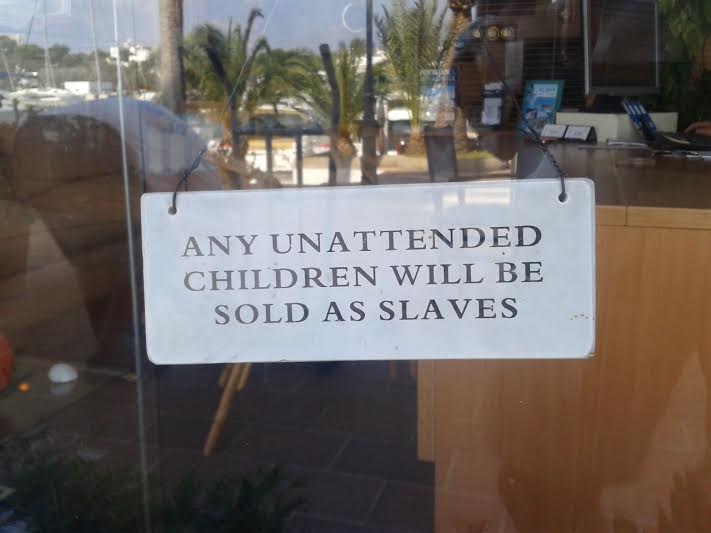 ANY UNATTENDED
CHILDREN WILL BE
SOLD AS SLAVES